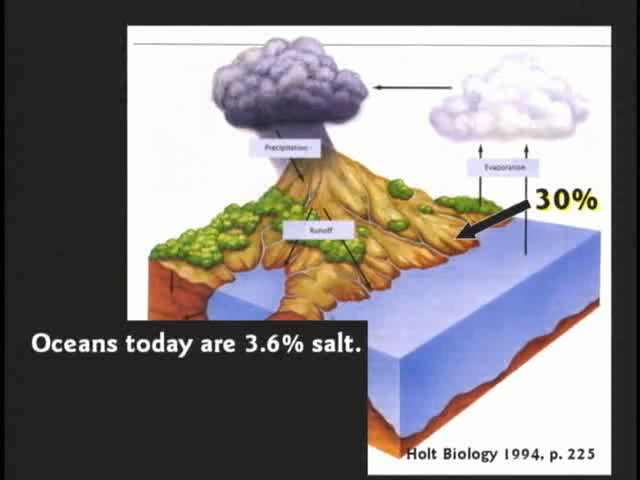 Precipitation
Evaporation
30%
Runoff
Oceans today are 3.6% salt.
Holt Biology 1994, p. 225